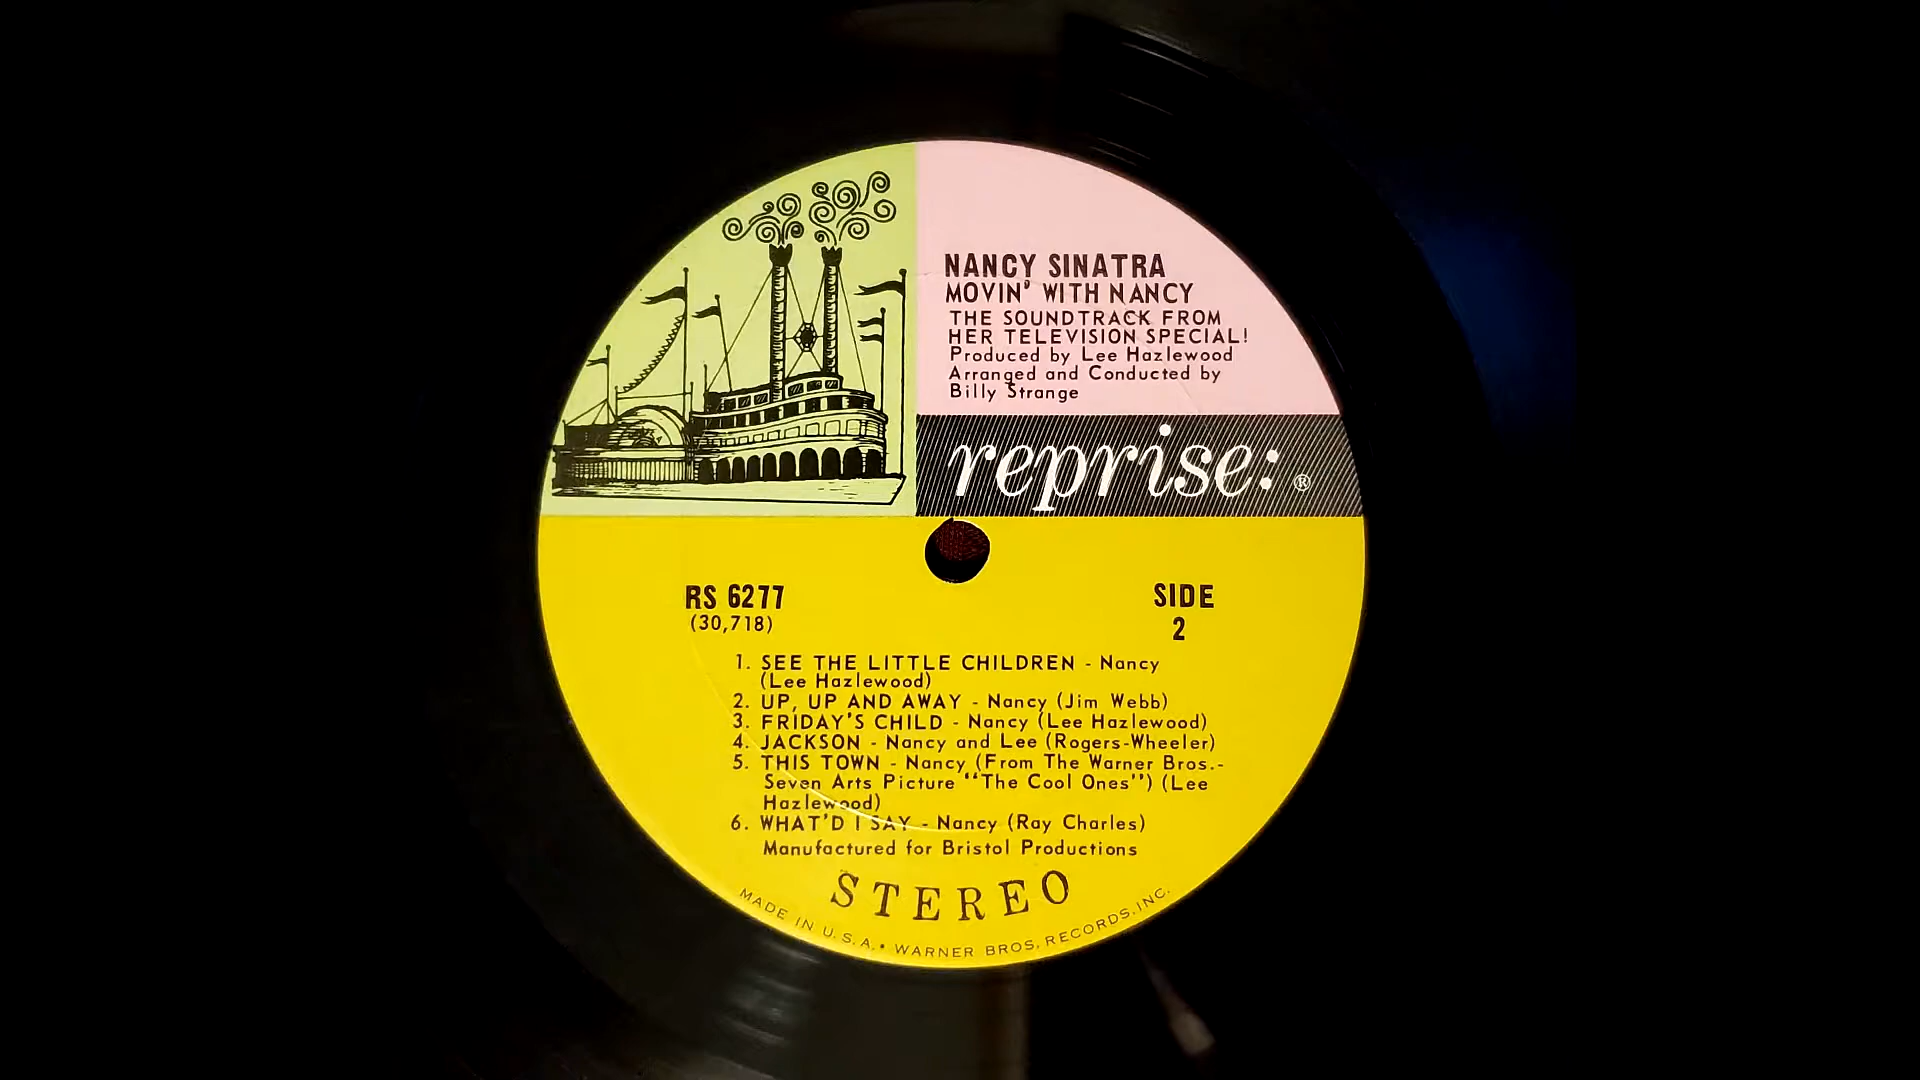 NANCY SINATRA
MOVIN' WITH NANCY
THE SOUNDTRACK FROM
HER TELEVISION SPECIAL!
Produced by Lee Hazlewood
Arranged and Conducted by
Billy Strange
reprise:®
RS 6277
(30,718)
SIDE
2
1. SEE THE LITTLE CHILDREN - Nancy
(Lee Hazlewood)
2. UP, UP AND AWAY - Nancy (Jim Webb)
3. FRIDAY'S CHILD - Nancy (Lee Hazlewood)
4. JACKSON - Nancy and Lee (Rogers-Wheeler)
5. THIS TOWN - Nancy (From The Warner Bros.-
Seven Arts Picture "The Cool Ones") (Lee
Hazlewood)
6. WHAT'D I SAY - Nancy (Ray Charles)
Manufactured for Bristol Productions
STEREO
MADE IN U.S.A. • WARNER BROS. RECORDS, INC.